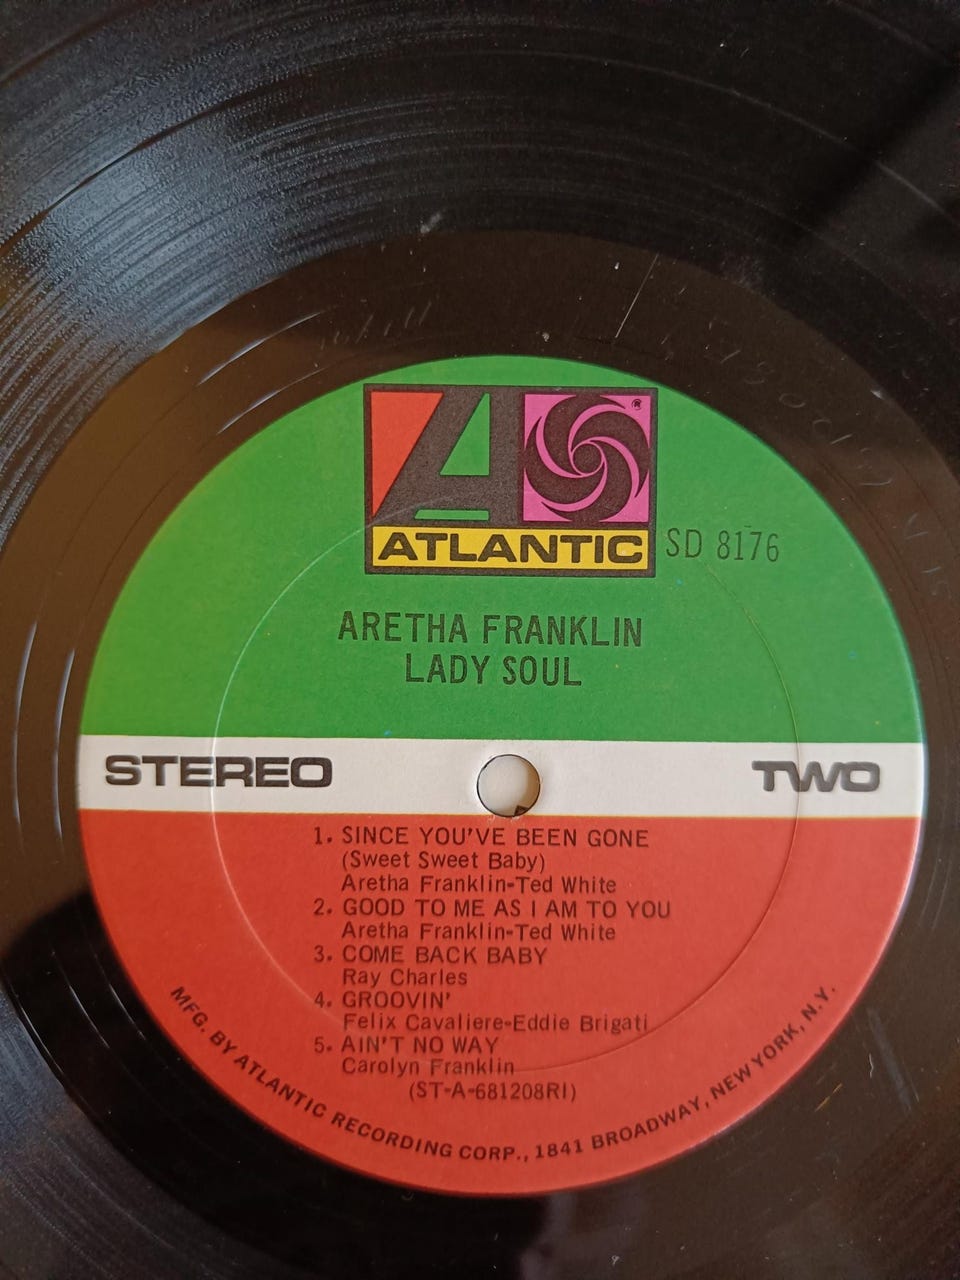 ATLANTIC
®
SD 8176
ARETHA FRANKLIN
LADY SOUL
STEREO
TWO
1. SINCE YOU'VE BEEN GONE
(Sweet Sweet Baby)
Aretha Franklin-Ted White
2. GOOD TO ME AS I AM TO YOU
Aretha Franklin-Ted White
3. COME BACK BABY
Ray Charles
4. GROOVIN'
Felix Cavaliere-Eddie Brigati
5. AIN'T NO WAY
Carolyn Franklin
(ST-A-681208RI)
MFG. BY ATLANTIC RECORDING CORP., 1841 BROADWAY, NEW YORK, N.Y.